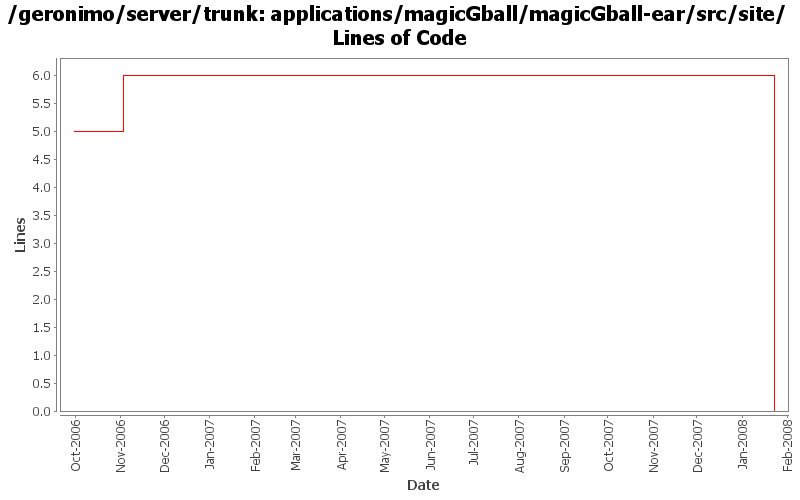 /geronimo/server/trunk: applications/magicGball/magicGball-ear/src/site/
Lines of Code
6.0
5.5
5.0
4.5
4.0
3.5
3.0
2.5
2.0
1.5
1.0
0.5
0.0
Lines
Oct-2006
Nov-2006
Dec-2006
Jan-2007
Feb-2007
Mar-2007
Apr-2007
May-2007
Jun-2007
Jul-2007
Aug-2007
Sep-2007
Oct-2007
Nov-2007
Dec-2007
Jan-2008
Feb-2008
Date